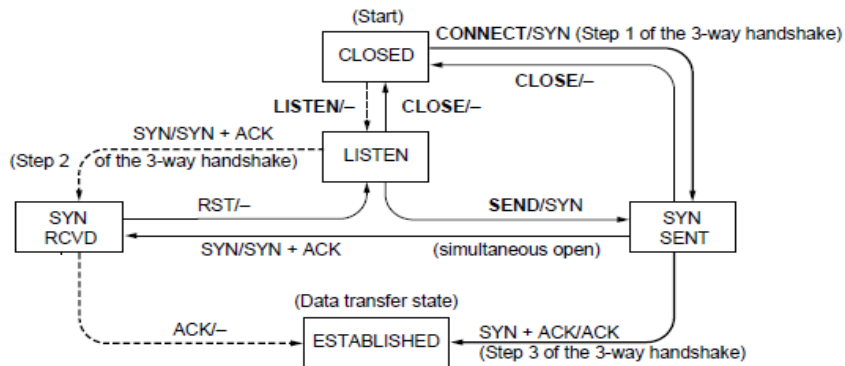 (Start)
CONNECT/SYN (Step 1 of the 3-way handshake)
CLOSED
CLOSE/–
LISTEN/– CLOSE/–
SYN/SYN + ACK
(Step 2 of the 3-way handshake)
LISTEN
RST/–
SEND/SYN
SYN
RCVD
SYN
SENT
SYN/SYN + ACK
(simultaneous open)
(Data transfer state)
ACK/–
ESTABLISHED
SYN + ACK/ACK
(Step 3 of the 3-way handshake)